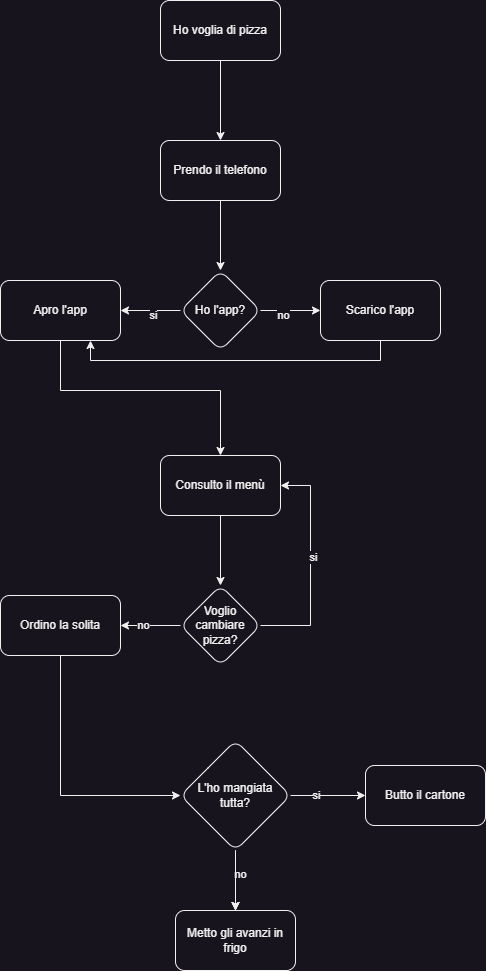 Ho voglia di pizza
Prendo il telefono
Apro l'app
si
Ho l'app?
no
Scarico l'app
Consulto il menù
si
Ordino la solita
no
Voglio
cambiare
pizza?
L'ho mangiata
tutta?
si
Butto il cartone
no
Metto gli avanzi in
frigo